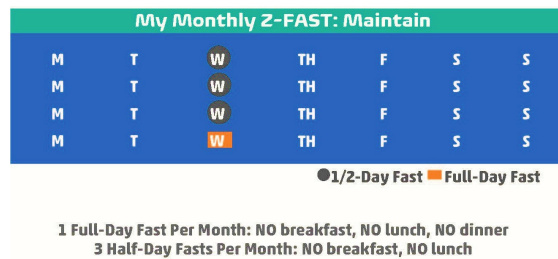 My Monthly Z-FAST: Maintain
M T W TH F S S
M T W TH F S S
M T W TH F S S
M T W TH F S S
1/2-Day Fast Full-Day Fast
1 Full-Day Fast Per Month: NO breakfast, NO lunch, NO dinner
3 Half-Day Fasts Per Month: NO breakfast, NO lunch